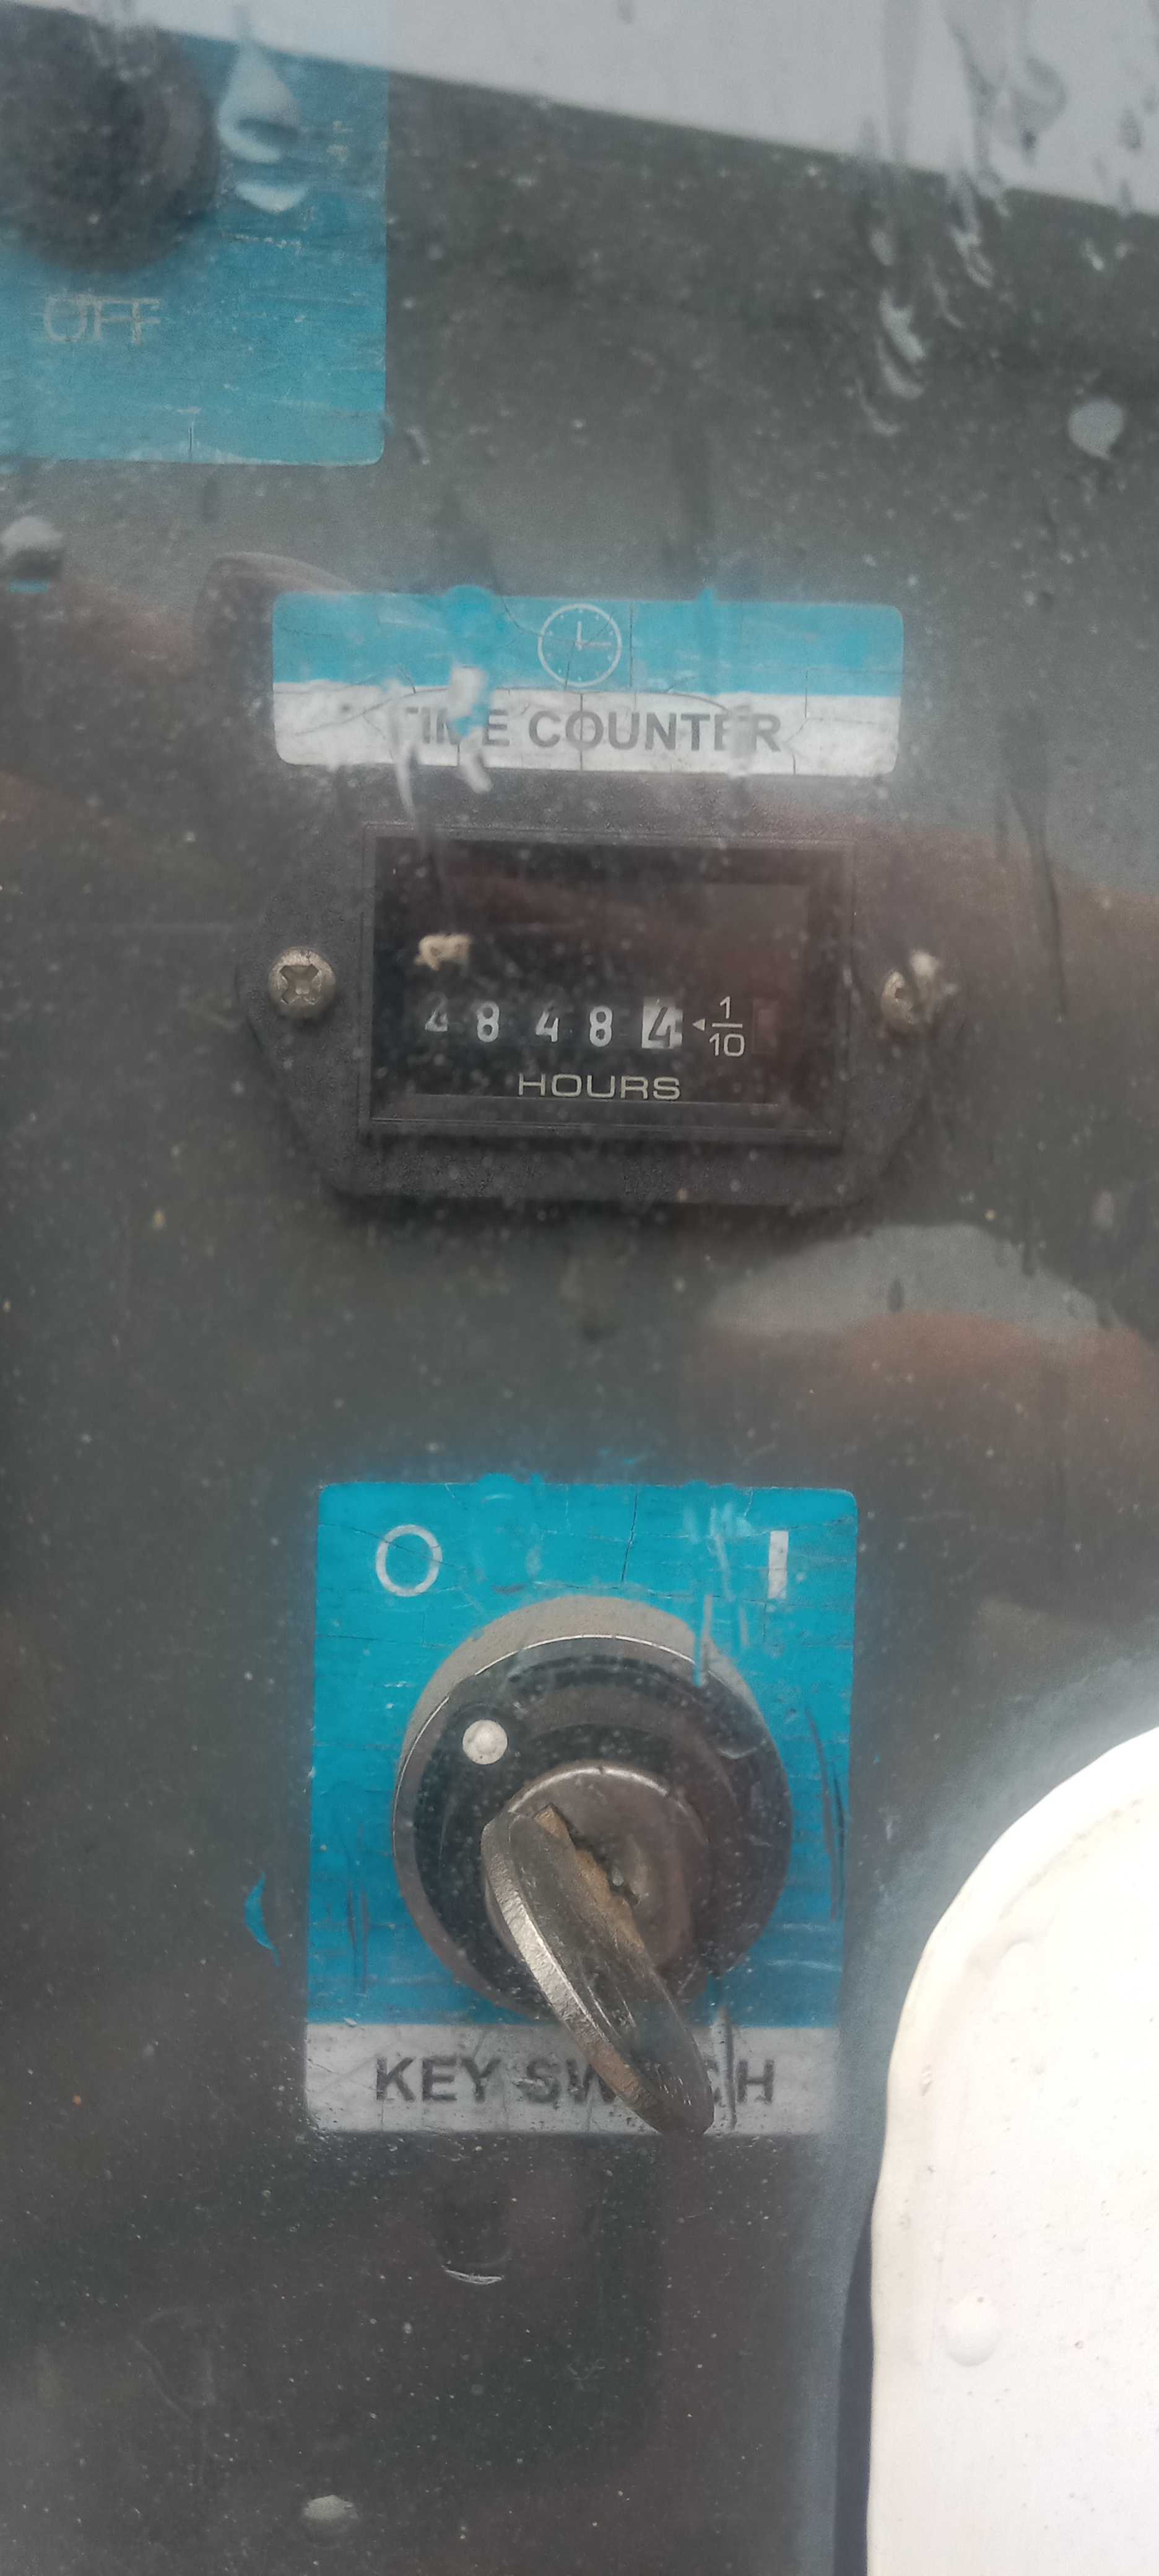 OFF
TIME COUNTER
4 8 4 8 4 1/10
HOURS
O I
KEY SWITCH